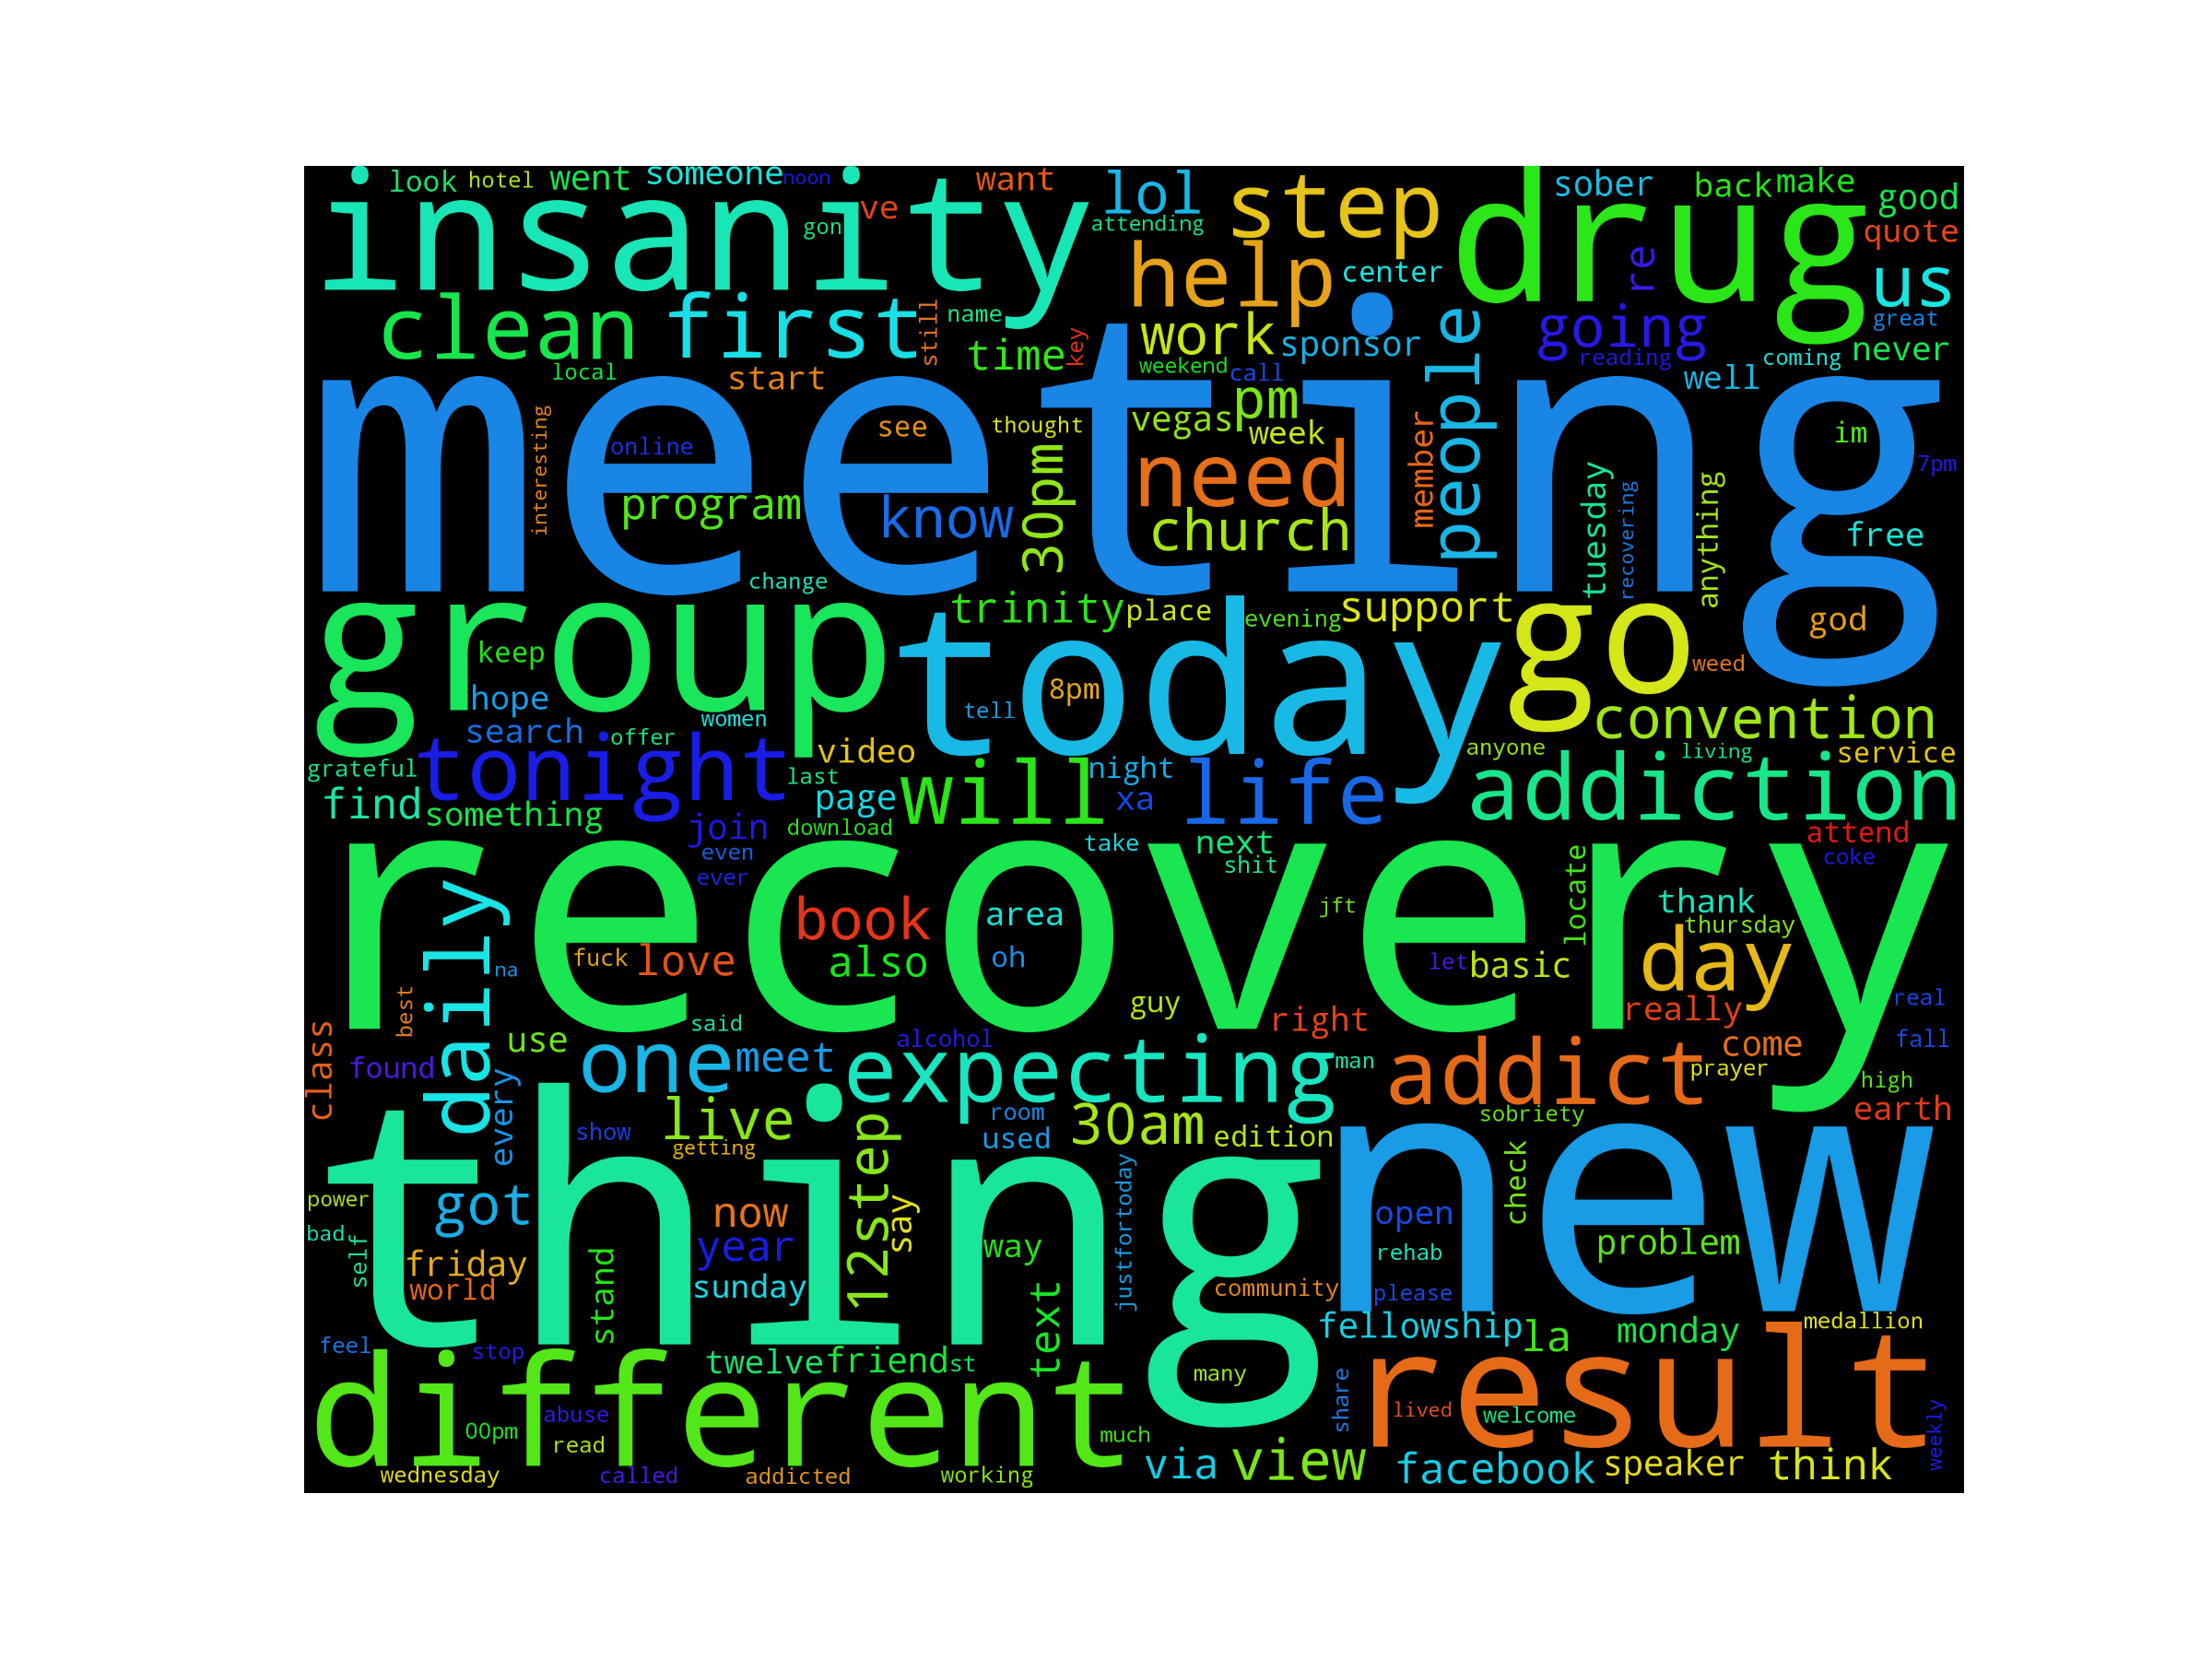 look hotel went someone noon want lol step sober back make good
insanity ve gon attending drug quote
help center re us
clean first still name key time work sponsor people going great
local start weekend call reading coming never well
meeting
interesting online see thought vegas pm week member im 7pm
program know 30pm need church tuesday recovering anything free
change
group trinity place evening support go god
keep today weed
hope search women tell 8pm convention
offer tonight video anyone living service
grateful last page night xa life addiction
find something join download will take next attend
even ever shit coke
recovery
daily book area jft locate thank thursday
fuck love also oh let basic day
na best guy really real
class use said alcohol right come fall
found every one meet expecting man addict prayer high
live room used 30am edition sobriety earth
show getting
thing new
power got now 12step say way justfortoday open check problem
bad self friday year rehab
world stand sunday text community please
feel stop twelve friend st fellowship la monday medallion
different many result
00pm abuse read much share lived welcome weekly
wednesday called addicted working via view facebook speaker think